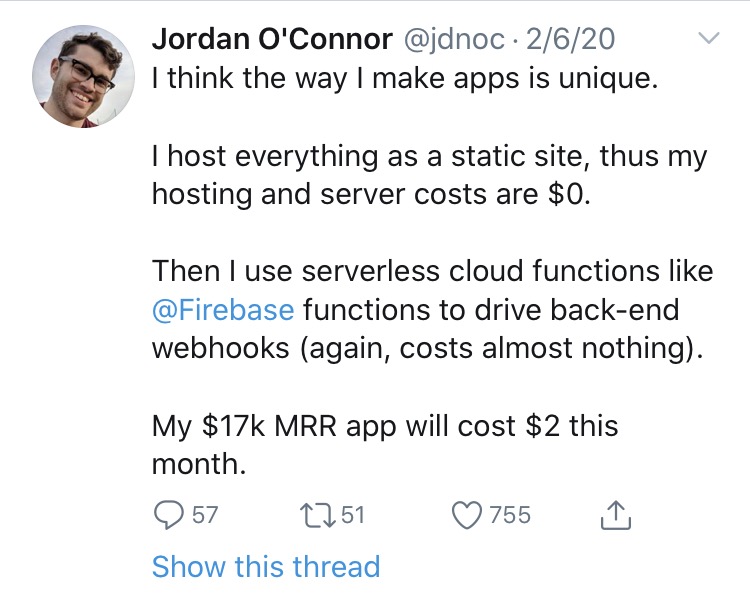 Jordan O'Connor @jdnoc · 2/6/20
I think the way I make apps is unique.
I host everything as a static site, thus my
hosting and server costs are $0.
Then I use serverless cloud functions like
@Firebase functions to drive back-end
webhooks (again, costs almost nothing).
My $17k MRR app will cost $2 this
month.
57 51 755
Show this thread